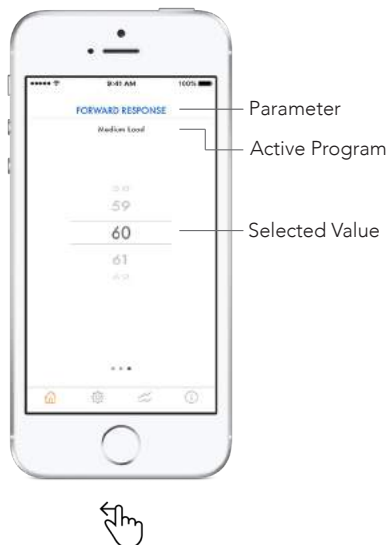 9:41 AM 100%
FORWARD RESPONSE
Parameter
Medium Load
Active Program
59
60
Selected Value
61